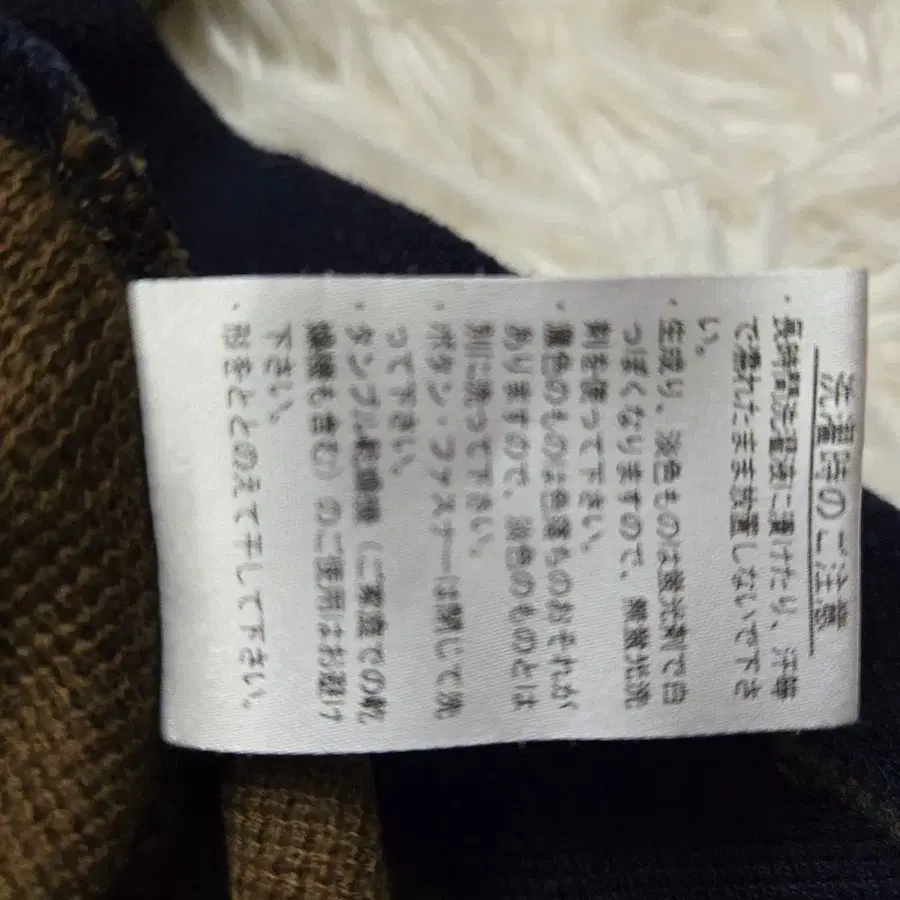 洗濯時のご注意
・長時間洗濯液に漬けたり、汗等
で濡れたまま放置しないで下さ
い。
・生成り、淡色ものは蛍光剤で白
っぽくなりますので、無蛍光洗
剤を使って下さい。
・濃色のものは色落ちのおそれが
ありますので、淡色のものとは
別に洗って下さい。
・ボタン・ファスナーは閉じて洗
って下さい。
・タンブル乾燥機（ご家庭での乾
燥機も含む）のご使用はお避け
下さい。
・形をととのえて干して下さい。